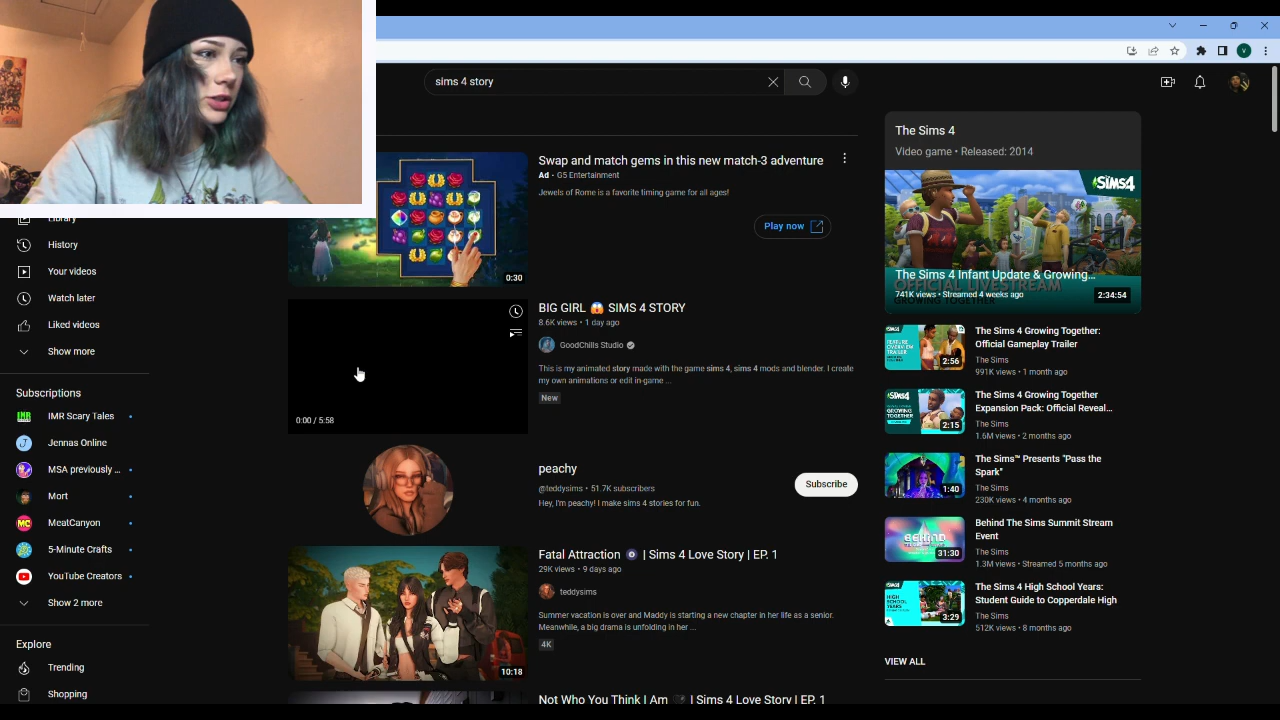 v
sims 4 story
Library
History
Your videos
Watch later
Liked videos
Show more
Subscriptions
IMR Scary Tales
Jennas Online
MSA previously ...
Mort
MeatCanyon
5-Minute Crafts
YouTube Creators
Show 2 more
Explore
Trending
Shopping
Swap and match gems in this new match-3 adventure
Ad • G5 Entertainment
Jewels of Rome is a favorite timing game for all ages!
Play now
0:30
BIG GIRL 😱 SIMS 4 STORY
8.6K views • 1 day ago
GoodChills Studio
This is my animated story made with the game sims 4, sims 4 mods and blender. I create
my own animations or edit in-game ...
New
0:00 / 5:58
peachy
@teddysims • 51.7K subscribers
Hey, I'm peachy! I make sims 4 stories for fun.
Subscribe
Fatal Attraction | Sims 4 Love Story | EP. 1
29K views • 9 days ago
teddysims
Summer vacation is over and Maddy is starting a new chapter in her life as a senior.
Meanwhile, a big drama is unfolding in her ...
4K
10:18
Not Who You Think I Am | Sims 4 Love Story | EP. 1
The Sims 4
Video game • Released: 2014
SIMS4
The Sims 4 Infant Update & Growing...
OFFICIAL LIVESTREAM
741K views • Streamed 4 weeks ago
GROWING TOGETHER
2:34:54
FEATURE
OVERVIEW
TRAILER
2:56
The Sims 4 Growing Together:
Official Gameplay Trailer
The Sims
991K views • 1 month ago
SIMS4
GROWING
TOGETHER
2:15
The Sims 4 Growing Together
Expansion Pack: Official Reveal...
The Sims
1.6M views • 2 months ago
1:40
The Sims™ Presents "Pass the
Spark"
The Sims
230K views • 4 months ago
BEHIND
31:30
Behind The Sims Summit Stream
Event
The Sims
1.3M views • Streamed 5 months ago
HIGH
SCHOOL
YEARS
3:29
The Sims 4 High School Years:
Student Guide to Copperdale High
The Sims
512K views • 8 months ago
VIEW ALL